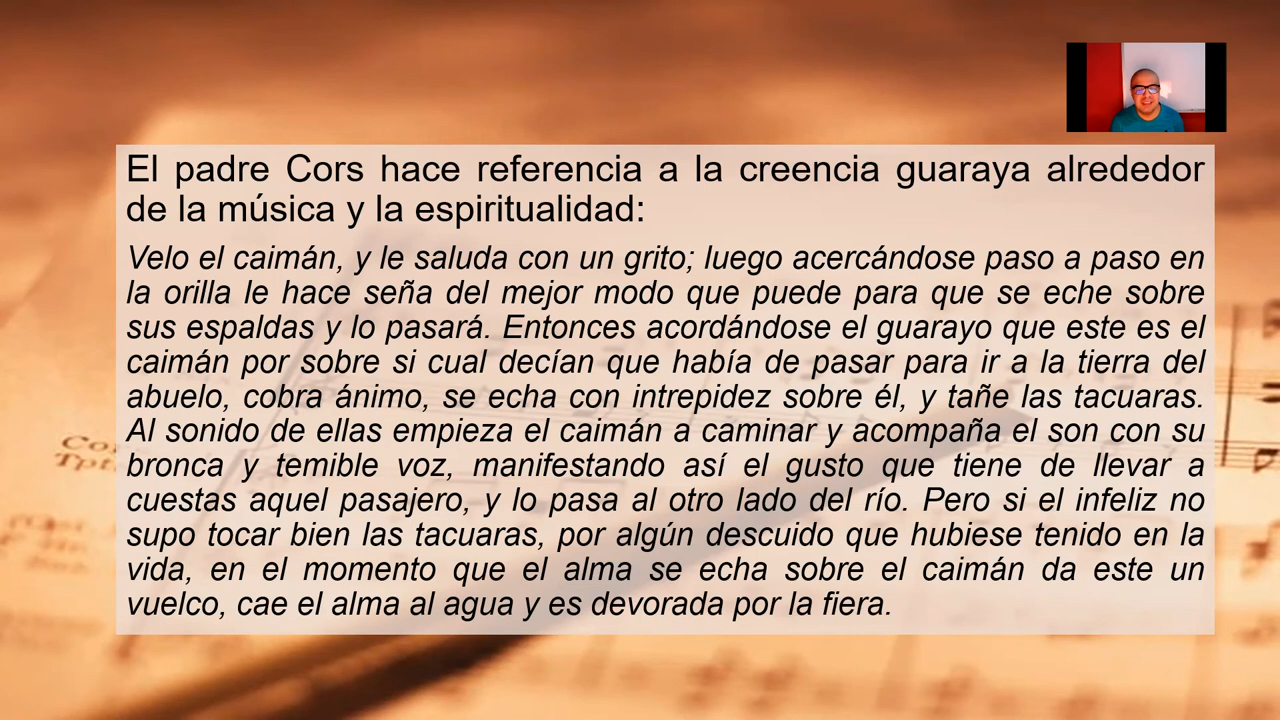 El padre Cors hace referencia a la creencia guaraya alrededor
de la música y la espiritualidad:
Velo el caimán, y le saluda con un grito; luego acercándose paso a paso en
la orilla le hace seña del mejor modo que puede para que se eche sobre
sus espaldas y lo pasará. Entonces acordándose el guarayo que este es el
caimán por sobre si cual decían que había de pasar para ir a la tierra del
abuelo, cobra ánimo, se echa con intrepidez sobre él, y tañe las tacuaras.
Al sonido de ellas empieza el caimán a caminar y acompaña el son con su
bronca y temible voz, manifestando así el gusto que tiene de llevar a
cuestas aquel pasajero, y lo pasa al otro lado del río. Pero si el infeliz no
supo tocar bien las tacuaras, por algún descuido que hubiese tenido en la
vida, en el momento que el alma se echa sobre el caimán da este un
vuelco, cae el alma al agua y es devorada por la fiera.